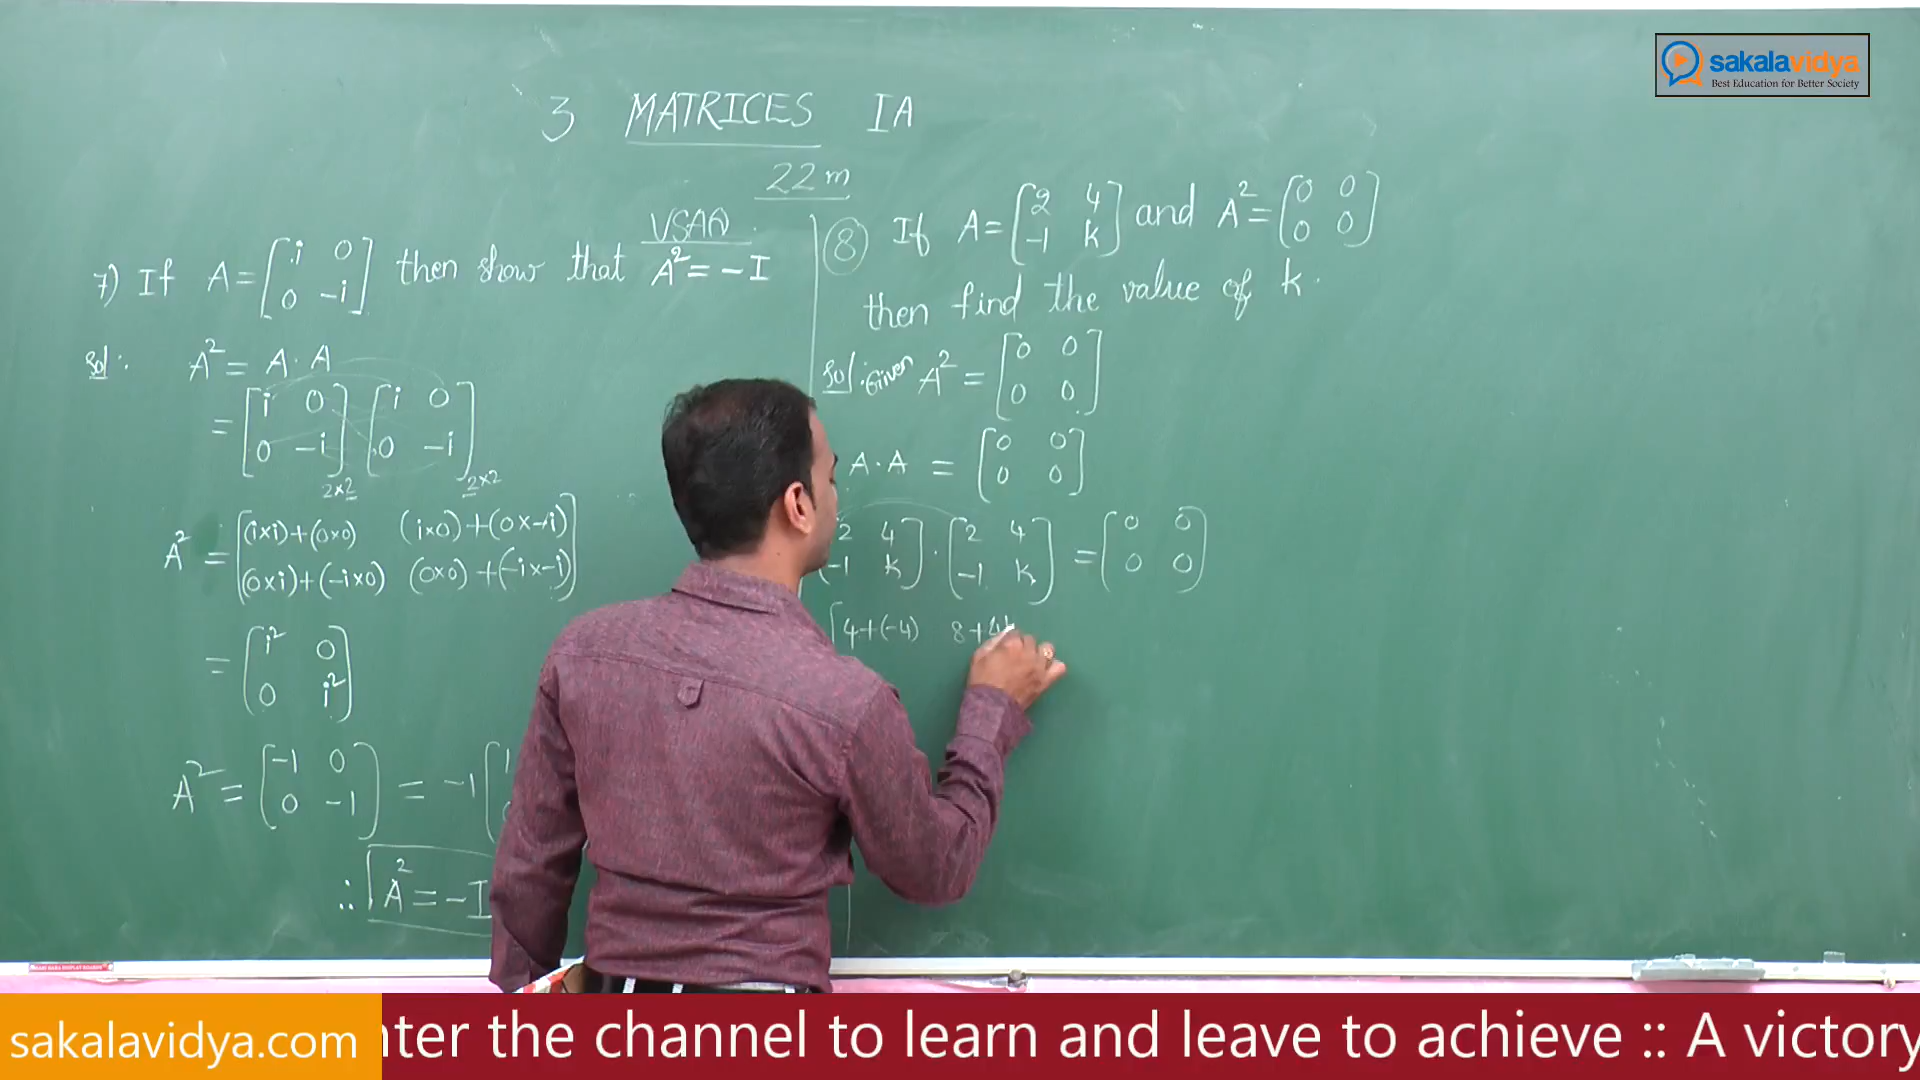 sakalavidya
Best Education for Better Society
3 MATRICES IA
22m
VSAQ
7) If A = [i 0
0 -i] then show that A² = -I
Sol: A² = A · A
= [i 0
0 -i]2x2 [i 0
0 -i]2x2
A² = [(i×i)+(0×0) (i×0)+(0×-i)
(0×i)+(-i×0) (0×0)+(-i×-i)]
= [i² 0
0 i²]
A² = [-1 0
0 -1] = -1[1
∴ A² = -I
8 If A = [2 4
-1 k] and A² = [0 0
0 0]
then find the value of k.
Sol: Given A² = [0 0
0 0]
A · A = [0 0
0 0]
2 4
-1 k] · [2 4
-1 k] = [0 0
0 0]
[4+(-4) 8+4
sakalavidya.com
nter the channel to learn and leave to achieve :: A victory